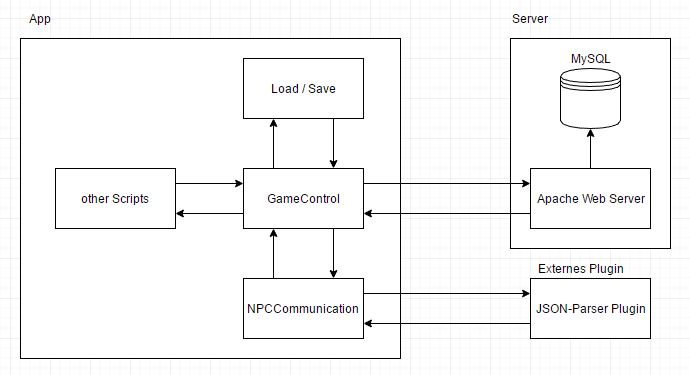 App
Server
MySQL
Load / Save
other Scripts
GameControl
Apache Web Server
Externes Plugin
NPCCommunication
JSON-Parser Plugin